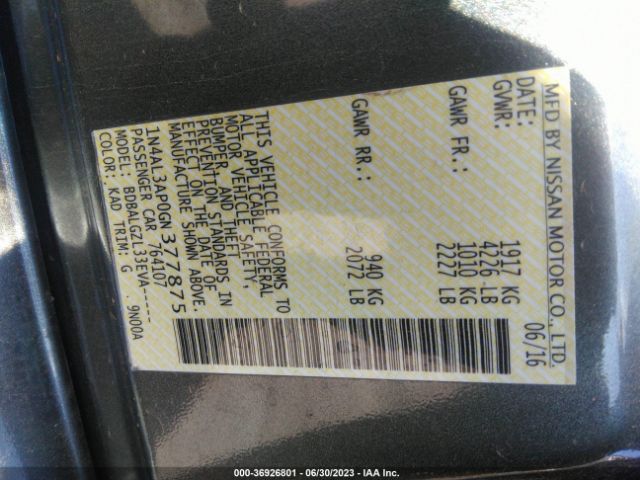 MFD BY NISSAN MOTOR CO., LTD.
DATE: 06/16
GVWR: 1917 KG
4226 LB
GAWR FR.: 1010 KG
2227 LB
GAWR RR.: 940 KG
2072 LB
THIS VEHICLE CONFORMS TO
ALL APPLICABLE FEDERAL
MOTOR VEHICLE SAFETY,
BUMPER, AND THEFT
PREVENTION STANDARDS IN
EFFECT ON THE DATE OF
MANUFACTURE SHOWN ABOVE.
1N4AL3AP0GN377875
PASSENGER CAR 764107
MODEL: BDBALGZL33EVA-----
COLOR: KAD TRIM: G . 9N00A
000-36926801 - 06/30/2023 - IAA Inc.